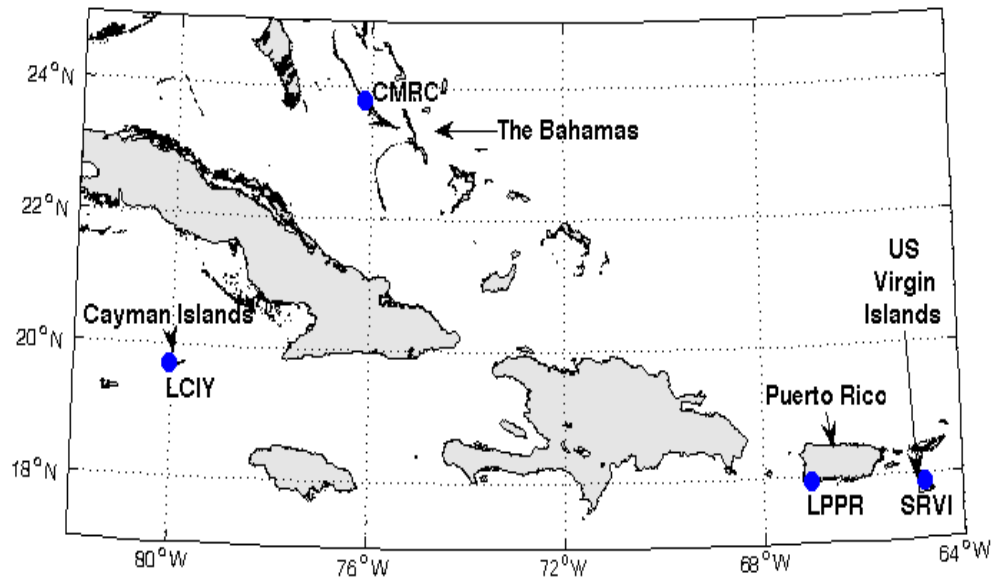 24°N
CMRC
The Bahamas
22°N
US
Virgin
Islands
Cayman Islands
20°N
LCIY
Puerto Rico
18°N
LPPR
SRVI
80°W
76°W
72°W
68°W
64°W